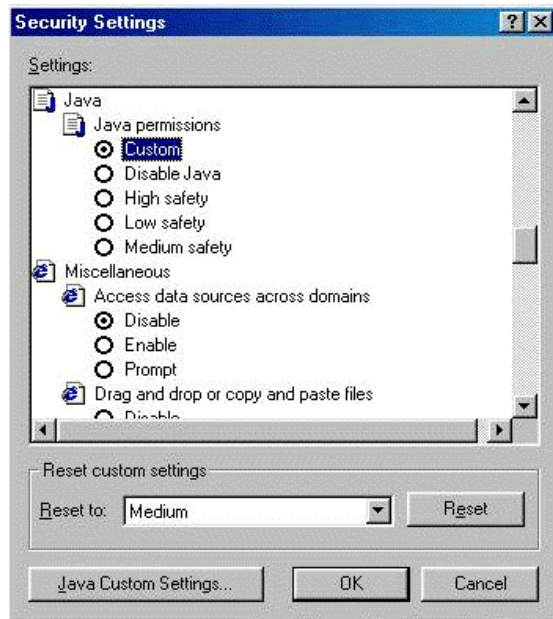 Security Settings
Settings:
Java
Java permissions
Custom
Disable Java
High safety
Low safety
Medium safety
Miscellaneous
Access data sources across domains
Disable
Enable
Prompt
Drag and drop or copy and paste files
Disable
Reset custom settings
Reset to: Medium Reset
Java Custom Settings... OK Cancel